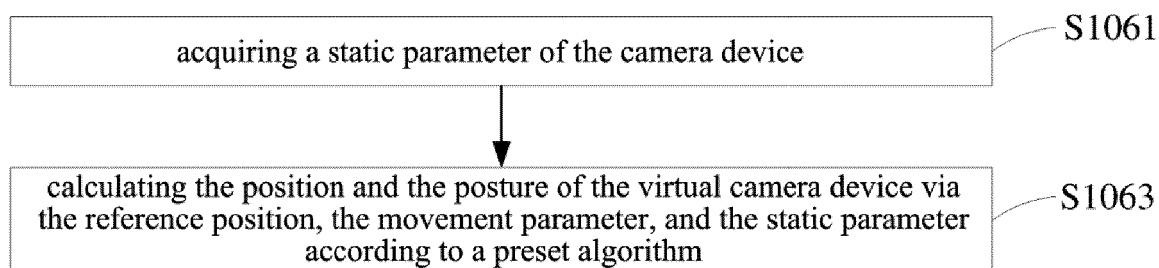 acquiring a static parameter of the camera device
S1061
calculating the position and the posture of the virtual camera device via
the reference position, the movement parameter, and the static parameter
according to a preset algorithm
S1063